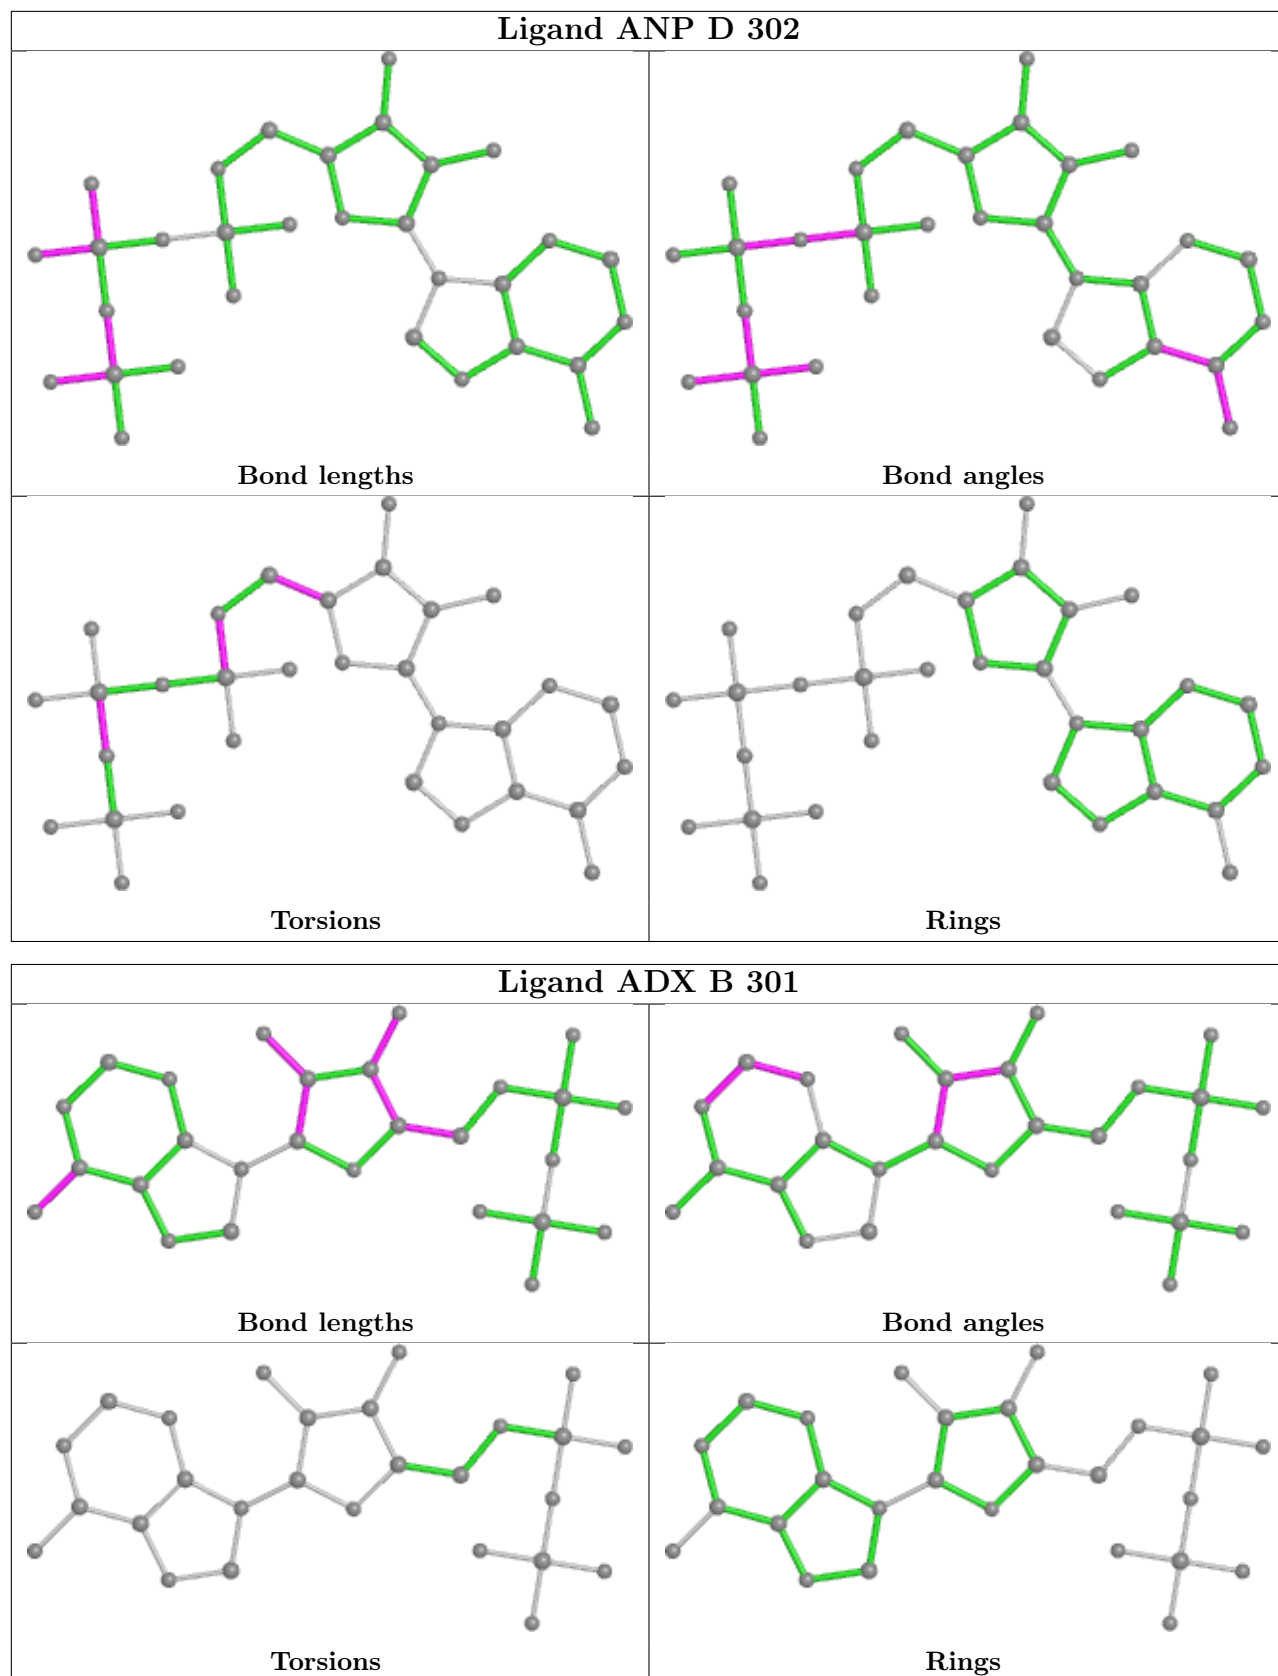 Ligand ANP D 302
Bond lengths
Bond angles
Torsions
Rings
Ligand ADX B 301
Bond lengths
Bond angles
Torsions
Rings